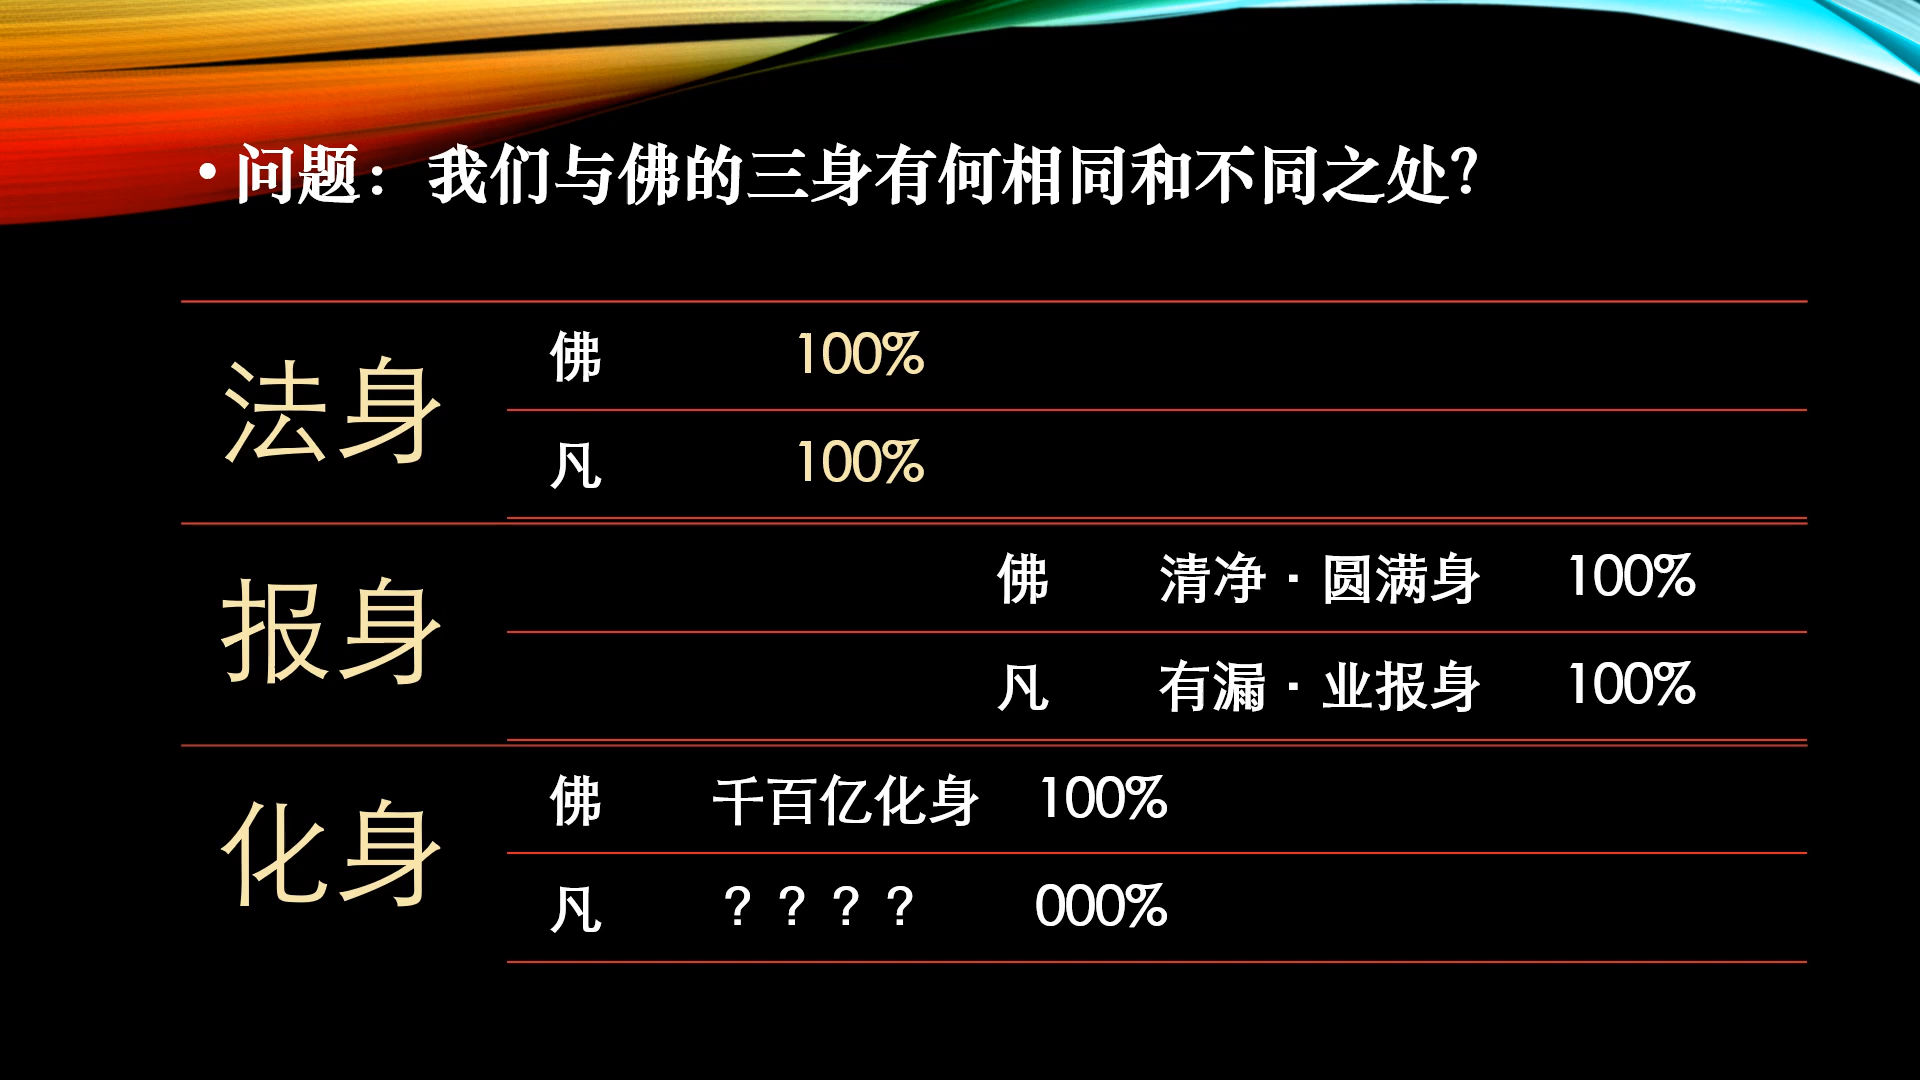 • 问题：我们与佛的三身有何相同和不同之处？
法身
佛 100%
凡 100%
报身
佛 清净·圆满身 100%
凡 有漏·业报身 100%
化身
佛 千百亿化身 100%
凡 ？？？？ 000%